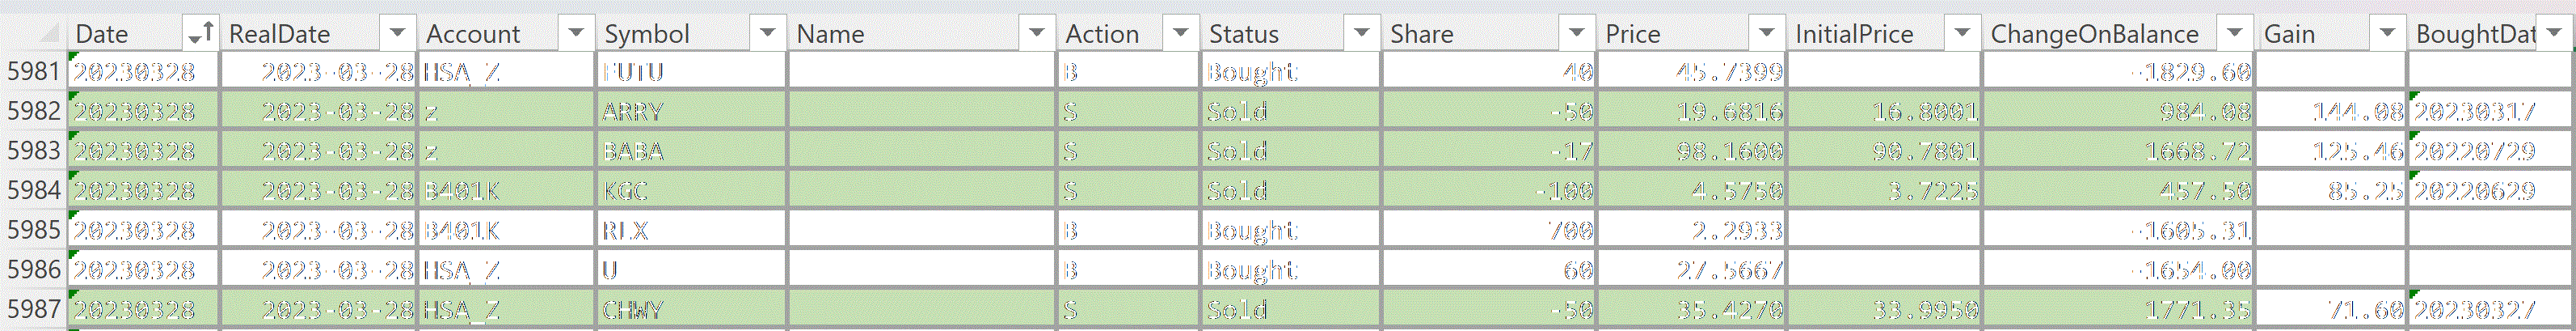 Date RealDate Account Symbol Name Action Status Share Price InitialPrice ChangeOnBalance Gain BoughtDat
5981 20230328 2023-03-28 HSA_Z FUTU B Bought 40 45.7399 -1829.60
5982 20230328 2023-03-28 z ARRY S Sold -50 19.6816 16.8001 984.08 144.08 20230317
5983 20230328 2023-03-28 z BABA S Sold -17 98.1600 90.7801 1668.72 125.46 20220729
5984 20230328 2023-03-28 B401K KGC S Sold -100 4.5750 3.7225 457.50 85.25 20220629
5985 20230328 2023-03-28 B401K RLX B Bought 700 2.2933 -1605.31
5986 20230328 2023-03-28 HSA_Z U B Bought 60 27.5667 -1654.00
5987 20230328 2023-03-28 HSA_Z CHWY S Sold -50 35.4270 33.9950 1771.35 71.60 20230327